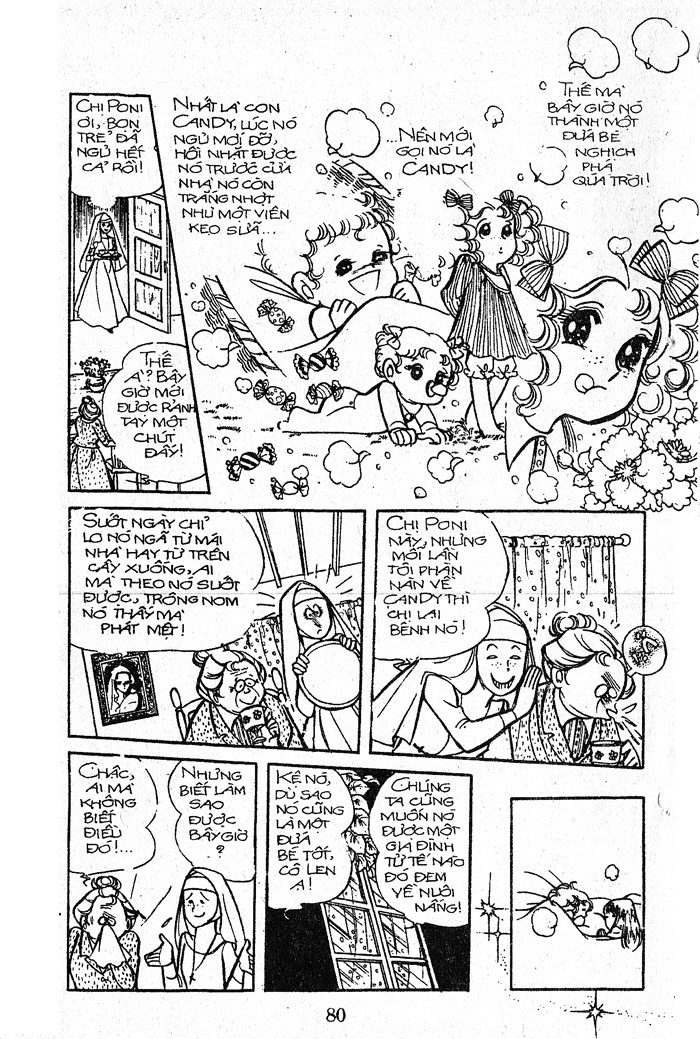 CHỊ PONI
ƠI, BỌN
TRẺ ĐÃ
NGỦ HẾT
CẢ RỒI!
THẾ
À? BÂY
GIỜ MỚI
ĐƯỢC RẢNH
TAY MỘT
CHÚT
ĐẤY!
NHẤT LÀ CON
CANDY, LÚC NÓ
NGỦ MỚI ĐỠ,
HỒI NHẶT ĐƯỢC
NÓ TRƯỚC CỬA
NHÀ NÓ CÒN
TRẮNG NHỢT
NHƯ MỘT VIÊN
KẸO SỮA...
...NÊN MỚI
GỌI NÓ LÀ
CANDY!
THẾ MÀ
BÂY GIỜ NÓ
THÀNH MỘT
ĐỨA BÉ
NGHỊCH
PHÁ
QUÁ TRỜI!
SUỐT NGÀY CHỈ
LO NÓ NGÃ TỪ MÁI
NHÀ HAY TỪ TRÊN
CÂY XUỐNG, AI
MÀ THEO NÓ SUỐT
ĐƯỢC, TRÔNG NOM
NÓ THẤY MÀ
PHÁT MỆT!
CHỊ PONI
NÀY, NHƯNG
MỖI LẦN
TÔI PHÀN
NÀN VỀ
CANDY THÌ
CHỊ LẠI
BÊNH NÓ!
CHẬC,
AI MÀ
KHÔNG
BIẾT
ĐIỀU
ĐÓ!...
NHƯNG
BIẾT LÀM
SAO
ĐƯỢC
BÂY GIỜ
?
KỆ NÓ,
DÙ SAO
NÓ CŨNG
LÀ MỘT
ĐỨA
BÉ TỐT,
CÔ LEN
Ạ!
CHÚNG
TA CŨNG
MUỐN NÓ
ĐƯỢC MỘT
GIA ĐÌNH
TỬ TẾ NÀO
ĐÓ ĐEM
VỀ NUÔI
NẤNG!
80